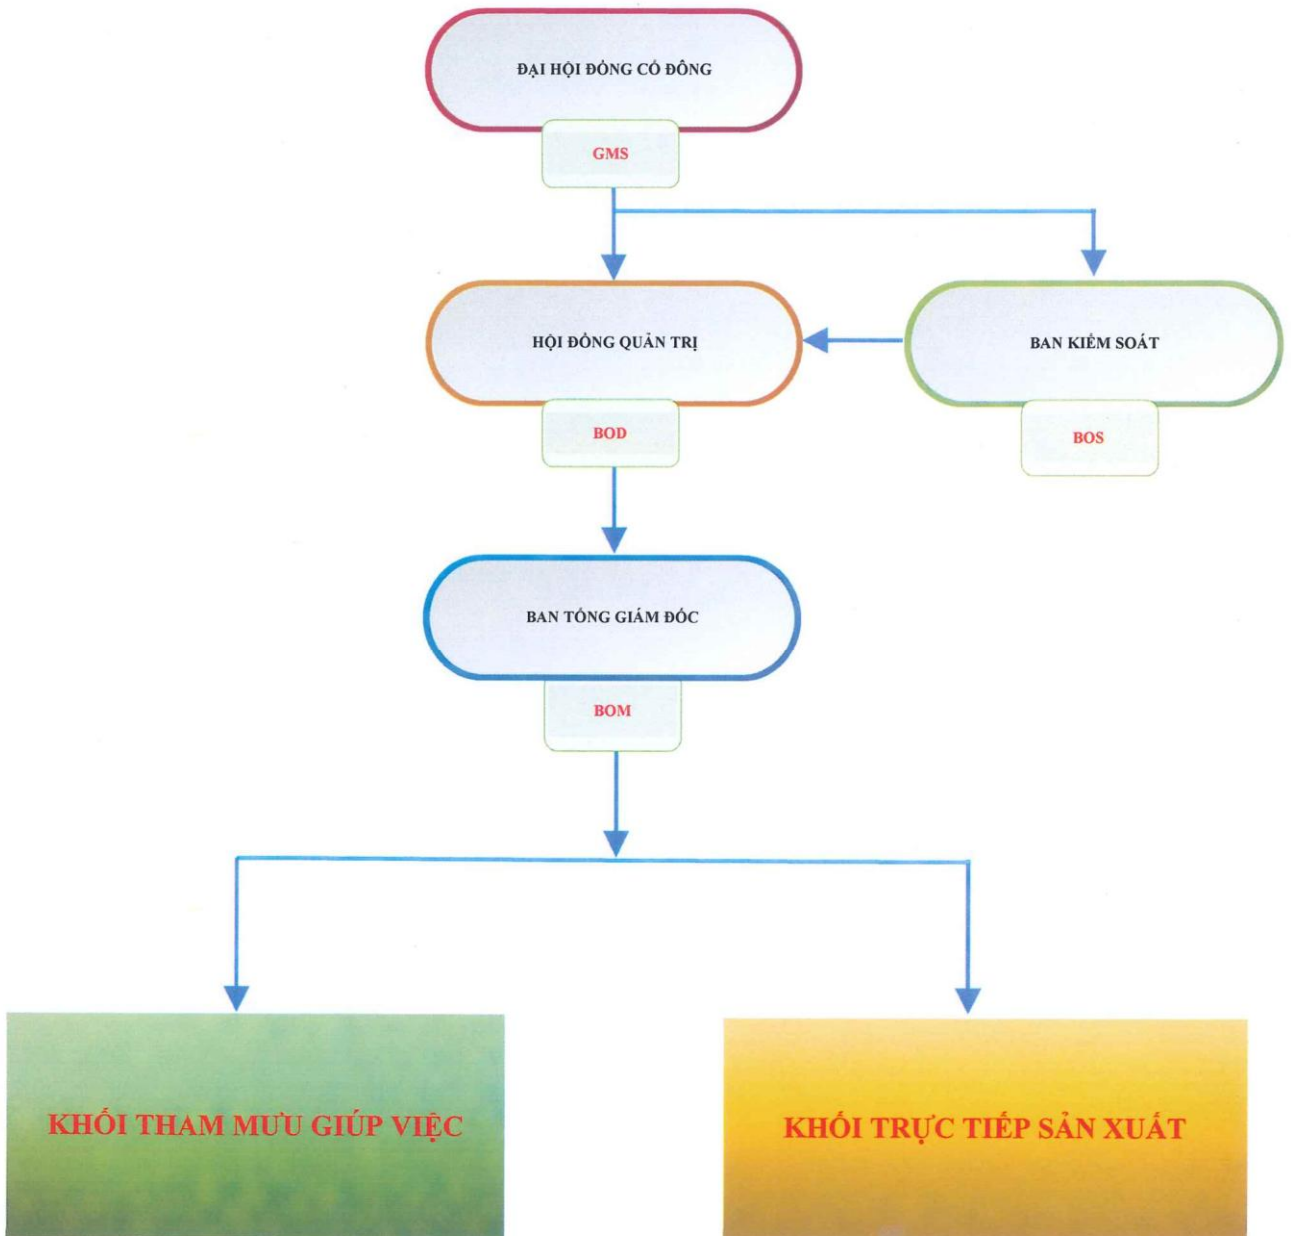 ĐẠI HỘI ĐỒNG CỔ ĐÔNG
GMS
HỘI ĐỒNG QUẢN TRỊ
BAN KIỂM SOÁT
BOD
BOS
BAN TỔNG GIÁM ĐỐC
BOM
KHỐI THAM MƯU GIÚP VIỆC
KHỐI TRỰC TIẾP SẢN XUẤT